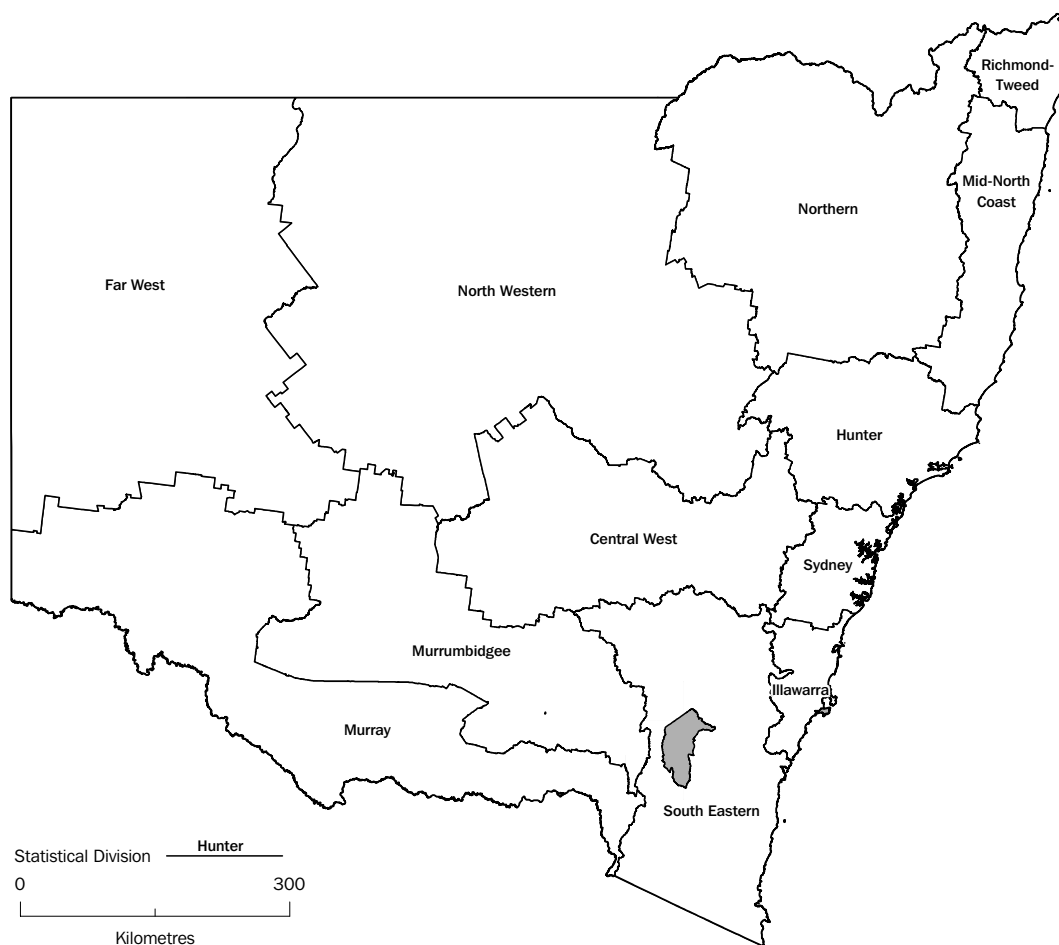 Richmond-
Tweed
Mid-North
Coast
Northern
Far West
North Western
Hunter
Central West
Sydney
Murrumbidgee
Illawarra
Murray
South Eastern
Statistical Division
Hunter
0
300
Kilometres